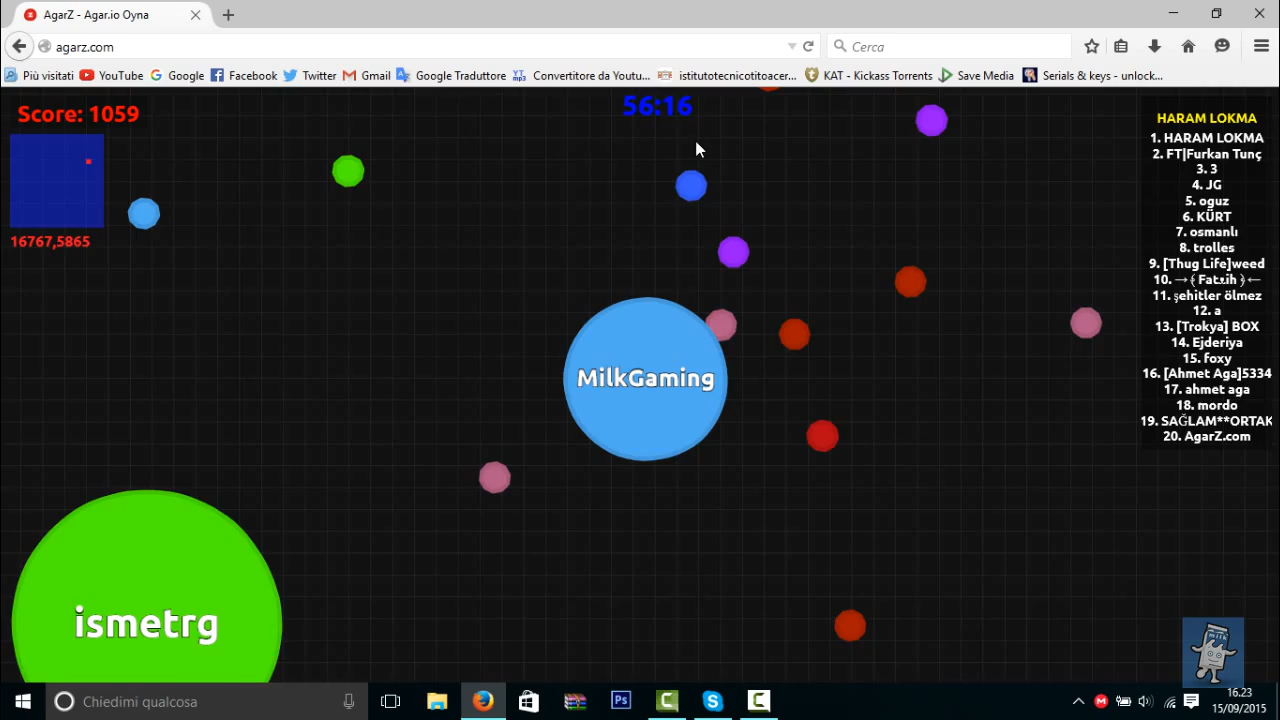 AgarZ - Agar.io Oyna
agarz.com
Cerca
Più visitati YouTube Google Facebook Twitter Gmail Google Traduttore Convertitore da Youtu... istitutotecnicotitoacer... KAT - Kickass Torrents Save Media Serials & keys - unlock...
Score: 1059
56:16
16767,5865
HARAM LOKMA
1. HARAM LOKMA
2. FT|Furkan Tunç
3. 3
4. JG
5. oguz
6. KÜRT
7. osmanlı
8. trolles
9. [Thug Life]weed
11. şehitler ölmez
12. a
13. [Trokya] BOX
14. Ejderiya
15. foxy
16. [Ahmet Aga]5334
17. ahmet aga
18. mordo
19. SAĞLAM**ORTAK
20. AgarZ.com
MilkGaming
ismetrg
Chiedimi qualcosa
16.23
15/09/2015